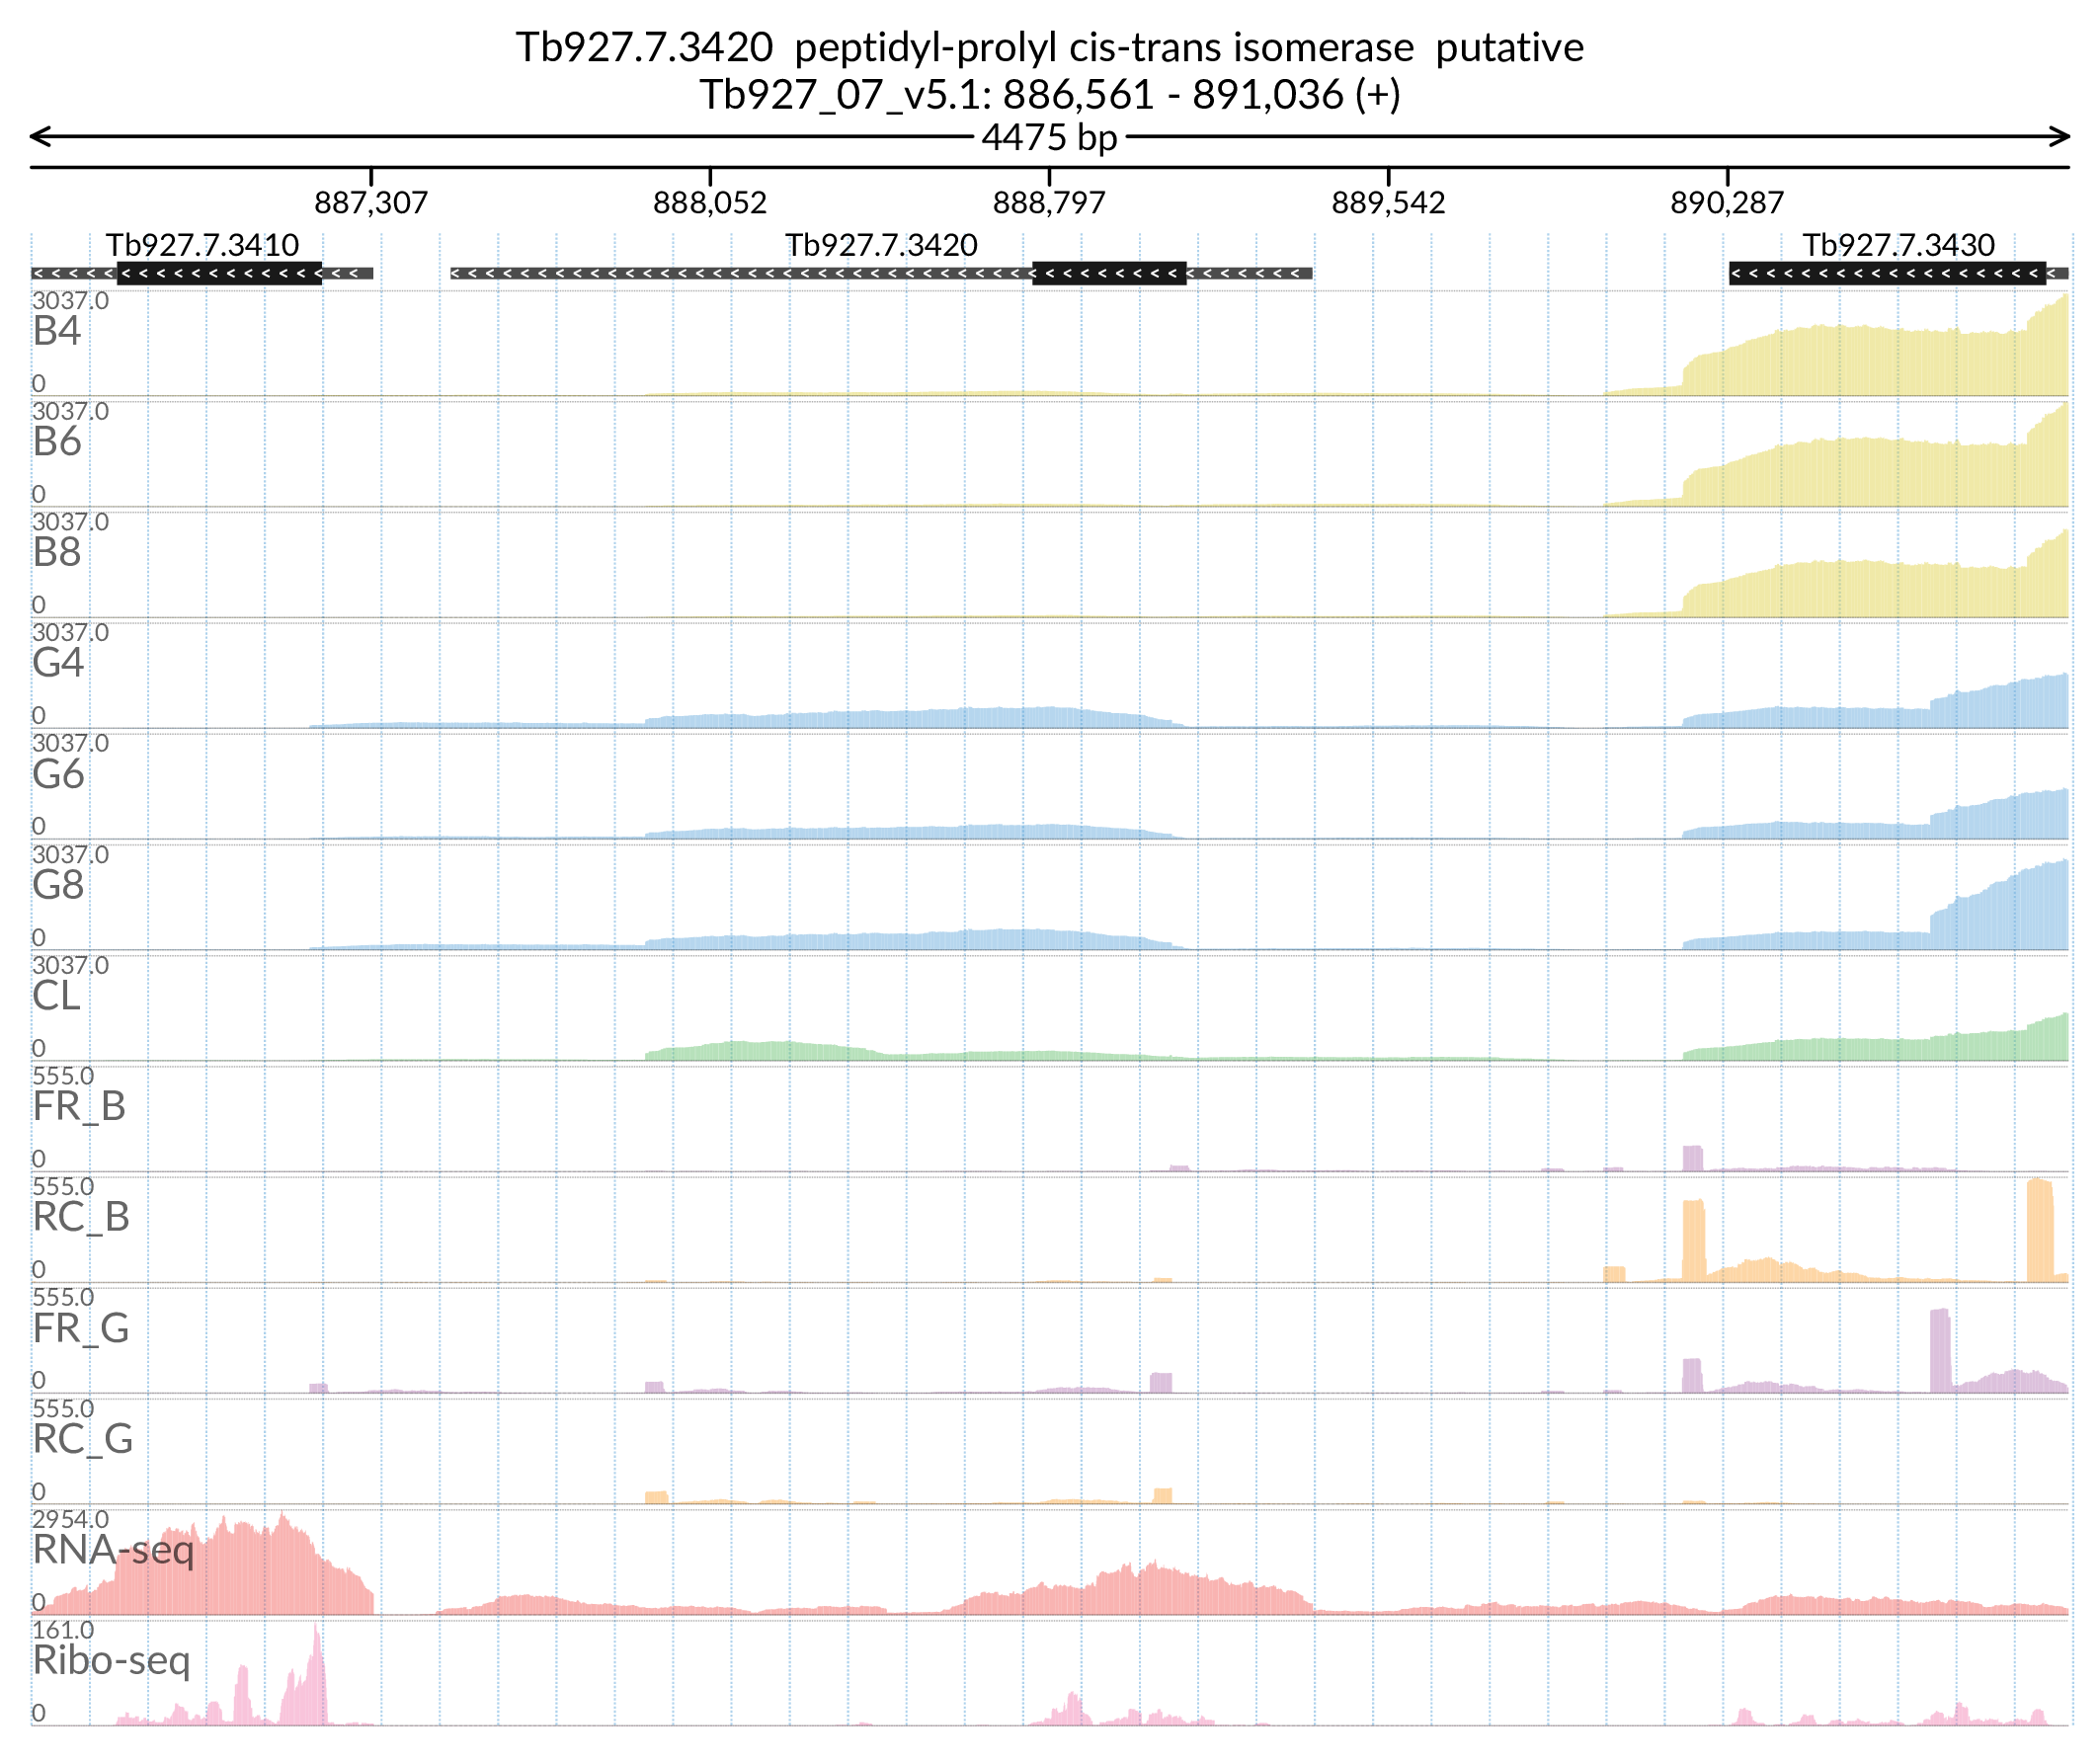 Tb927.7.3420  peptidyl-prolyl cis-trans isomerase  putative
Tb927_07_v5.1: 886,561 - 891,036 (+)
4475 bp
887,307 888,052 888,797 889,542 890,287
Tb927.7.3410 Tb927.7.3420 Tb927.7.3430
3037.0
B4
0
3037.0
B6
0
3037.0
B8
0
3037.0
G4
0
3037.0
G6
0
3037.0
G8
0
3037.0
CL
0
555.0
FR_B
0
555.0
RC_B
0
555.0
FR_G
0
555.0
RC_G
0
2954.0
RNA-seq
0
161.0
Ribo-seq
0